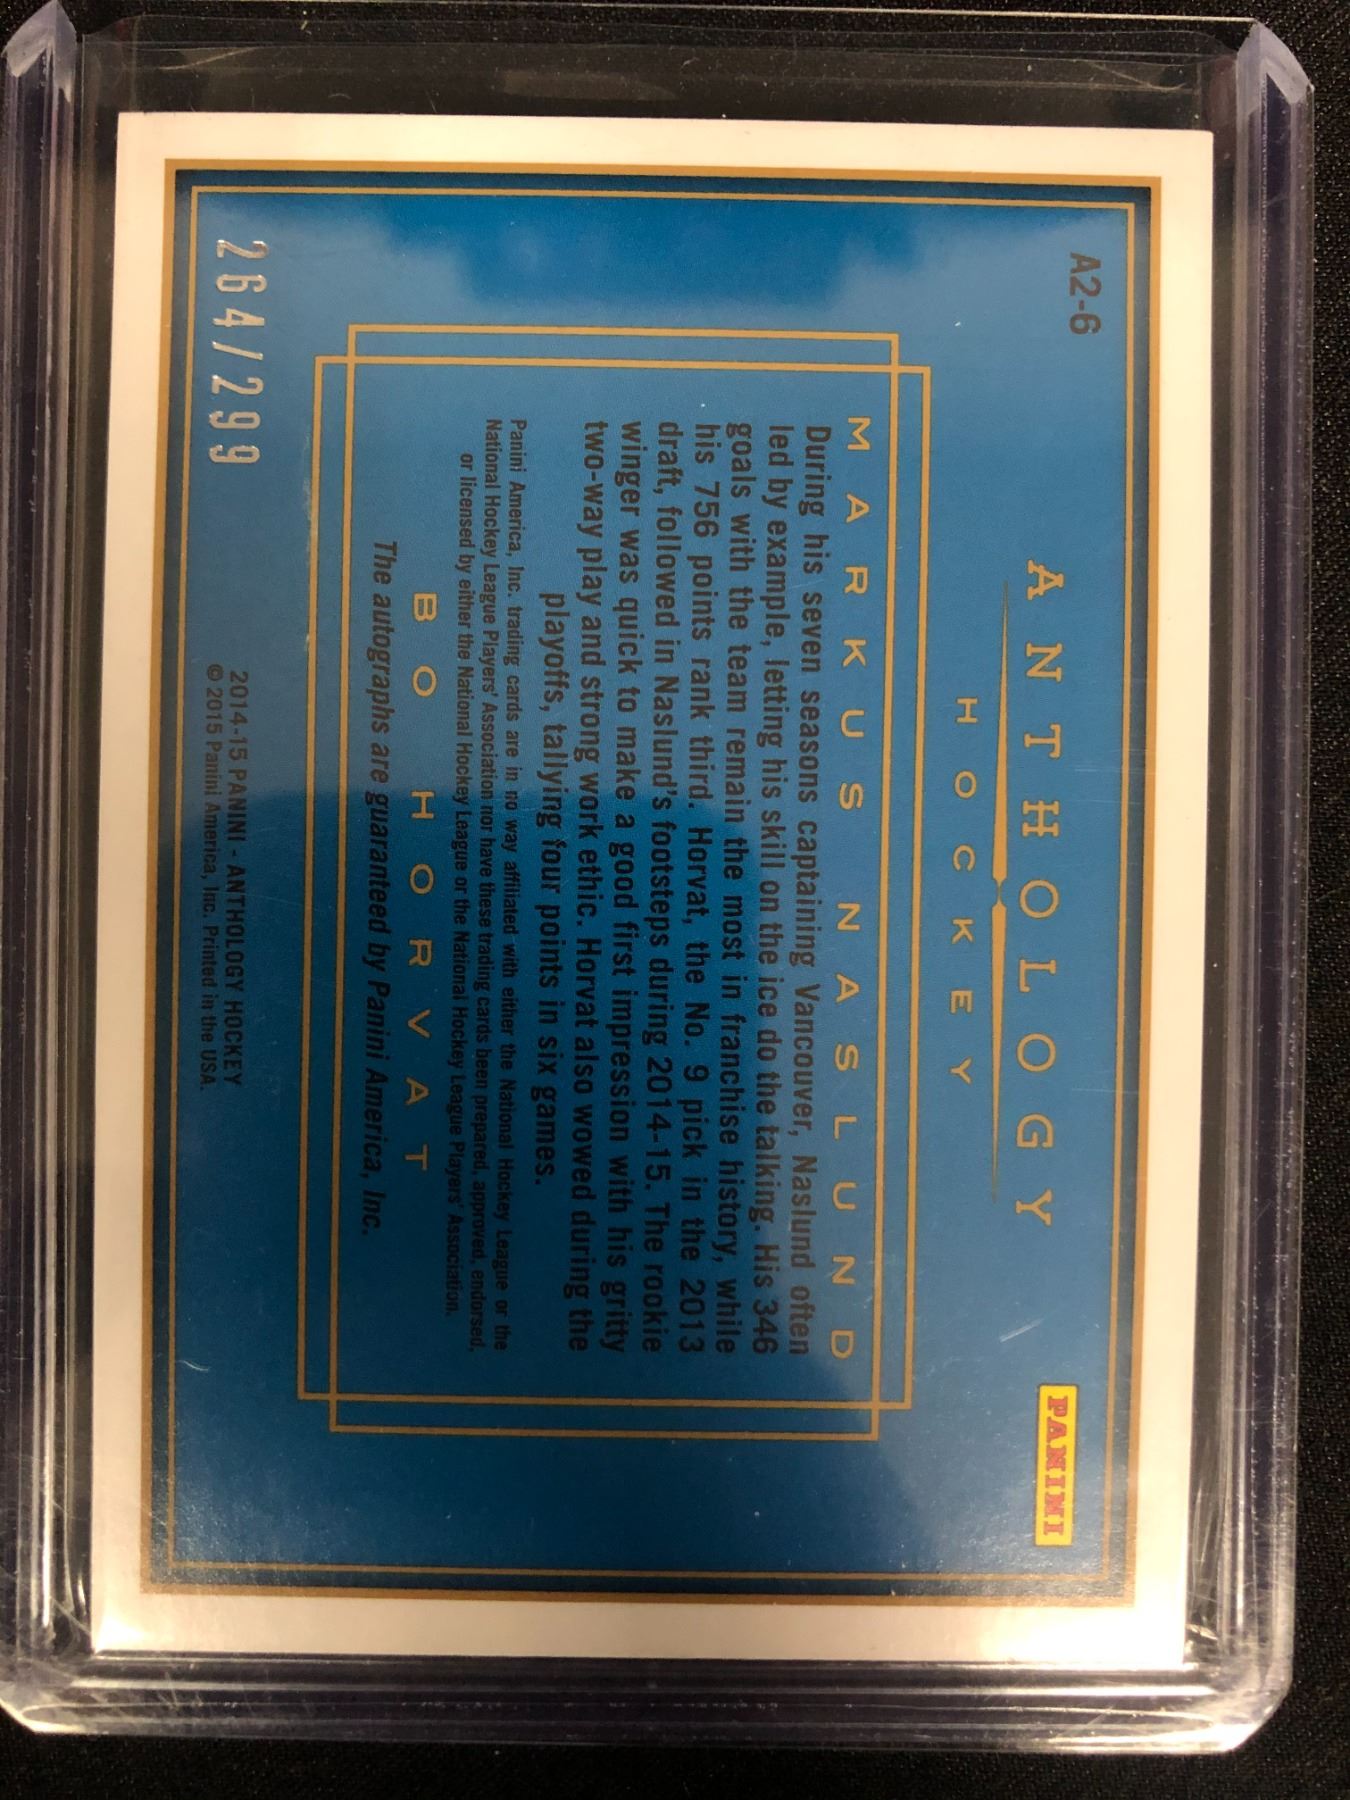 A2-6
ANTHOLOGY
HOCKEY
PANINI
MARKUS NASLUND
During his seven seasons captaining Vancouver, Naslund often
led by example, letting his skill on the ice do the talking. His 346
goals with the team remain the most in franchise history, while
his 756 points rank third. Horvat, the No. 9 pick in the 2013
draft, followed in Naslund's footsteps during 2014-15. The rookie
winger was quick to make a good first impression with his gritty
two-way play and strong work ethic. Horvat also wowed during the
playoffs, tallying four points in six games.
Panini America, Inc. trading cards are in no way affiliated with either the National Hockey League or the
National Hockey League Players' Association nor have these trading cards been prepared, approved, endorsed,
or licensed by either the National Hockey League or the National Hockey League Players' Association.
BO HORVAT
The autographs are guaranteed by Panini America, Inc.
264/299
2014-15 PANINI - ANTHOLOGY HOCKEY
© 2015 Panini America, Inc. Printed in the USA.